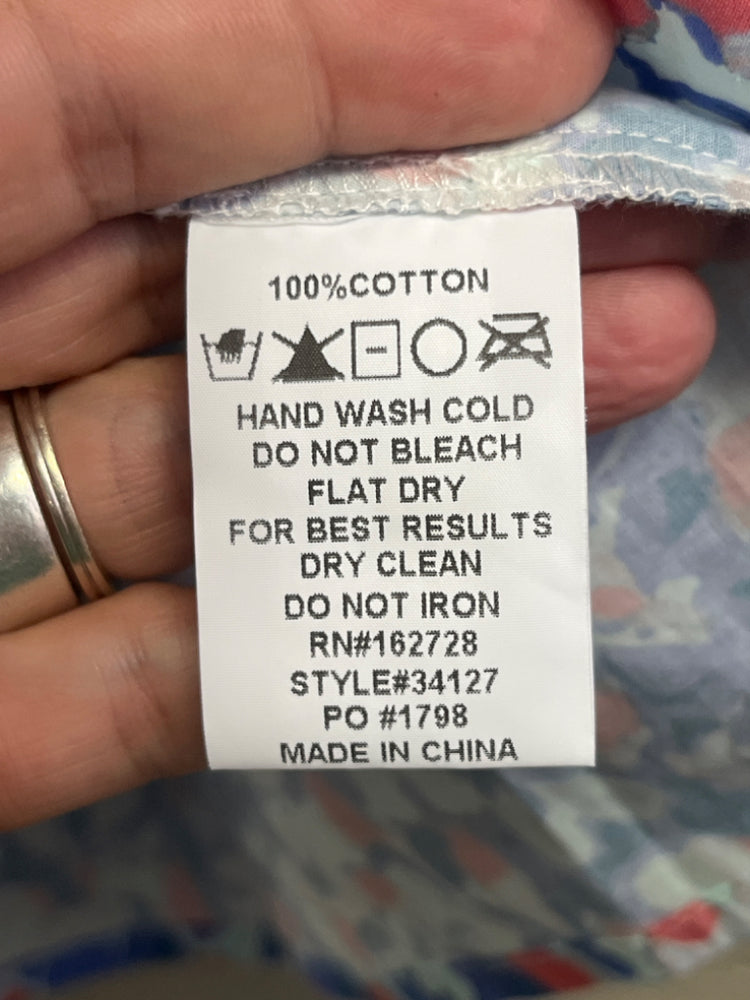 100%COTTON
HAND WASH COLD
DO NOT BLEACH
FLAT DRY
FOR BEST RESULTS
DRY CLEAN
DO NOT IRON
RN#162728
STYLE#34127
PO #1798
MADE IN CHINA